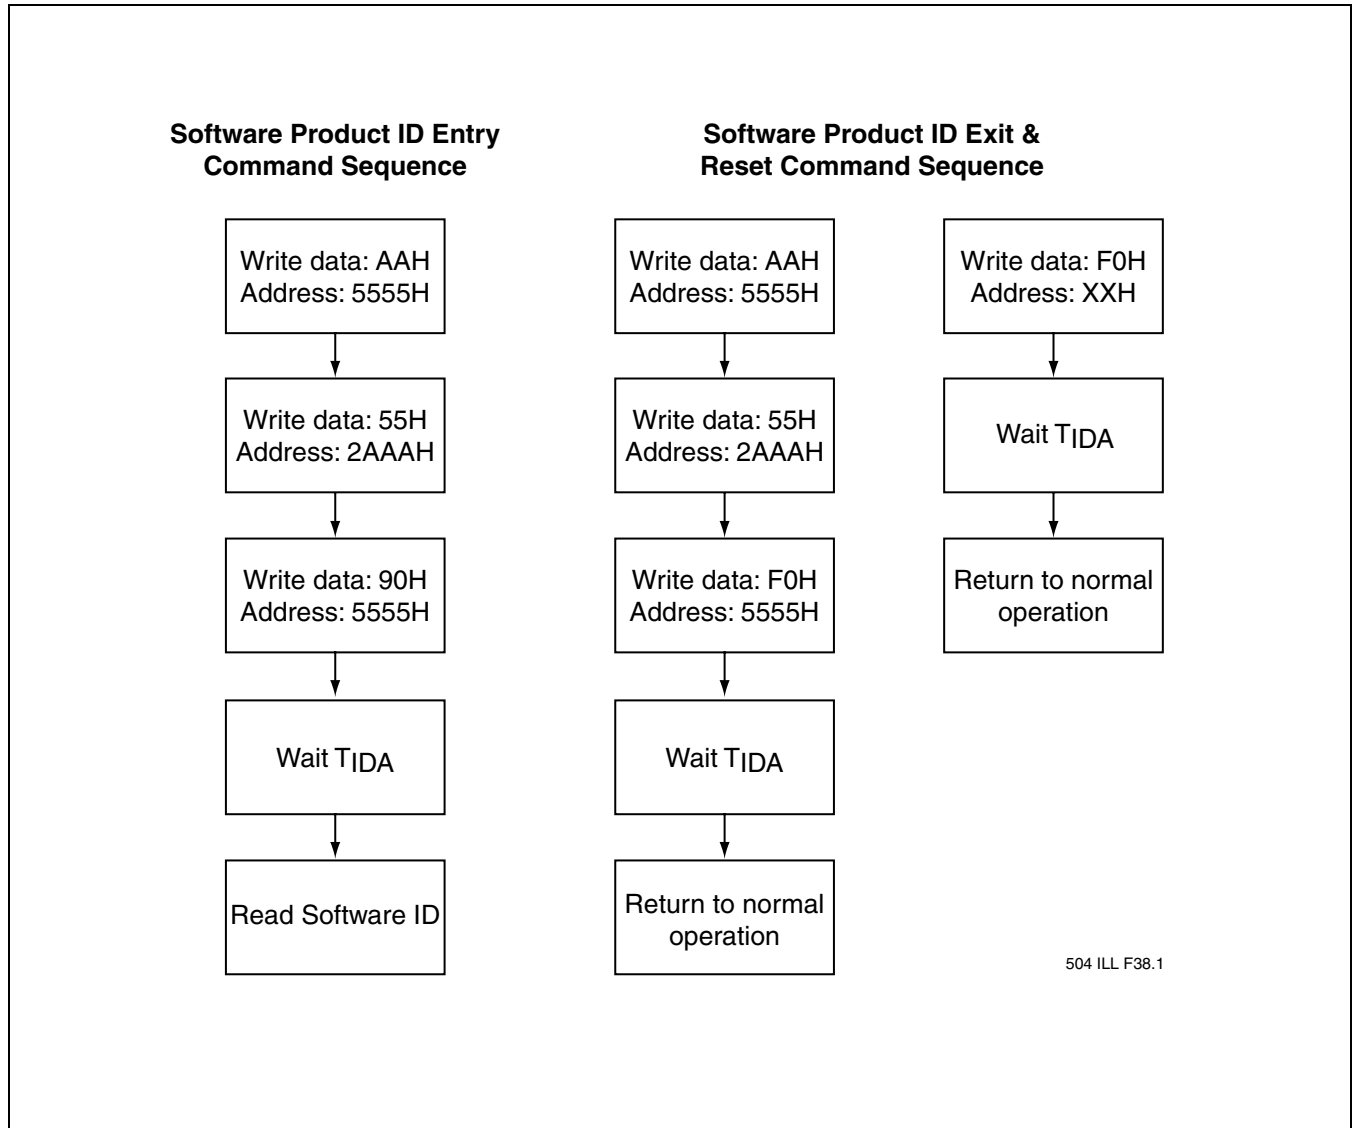 Software Product ID Entry
Command Sequence
Write data: AAH
Address: 5555H
Write data: 55H
Address: 2AAAH
Write data: 90H
Address: 5555H
Wait TIDA
Read Software ID
Software Product ID Exit &
Reset Command Sequence
Write data: AAH
Address: 5555H
Write data: 55H
Address: 2AAAH
Write data: F0H
Address: 5555H
Wait TIDA
Return to normal
operation
Write data: F0H
Address: XXH
Wait TIDA
Return to normal
operation
504 ILL F38.1